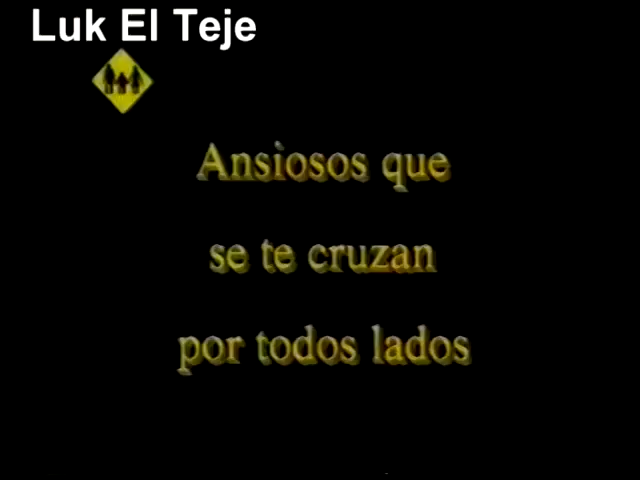 Luk El Teje
Ansiosos que
se te cruzan
por todos lados